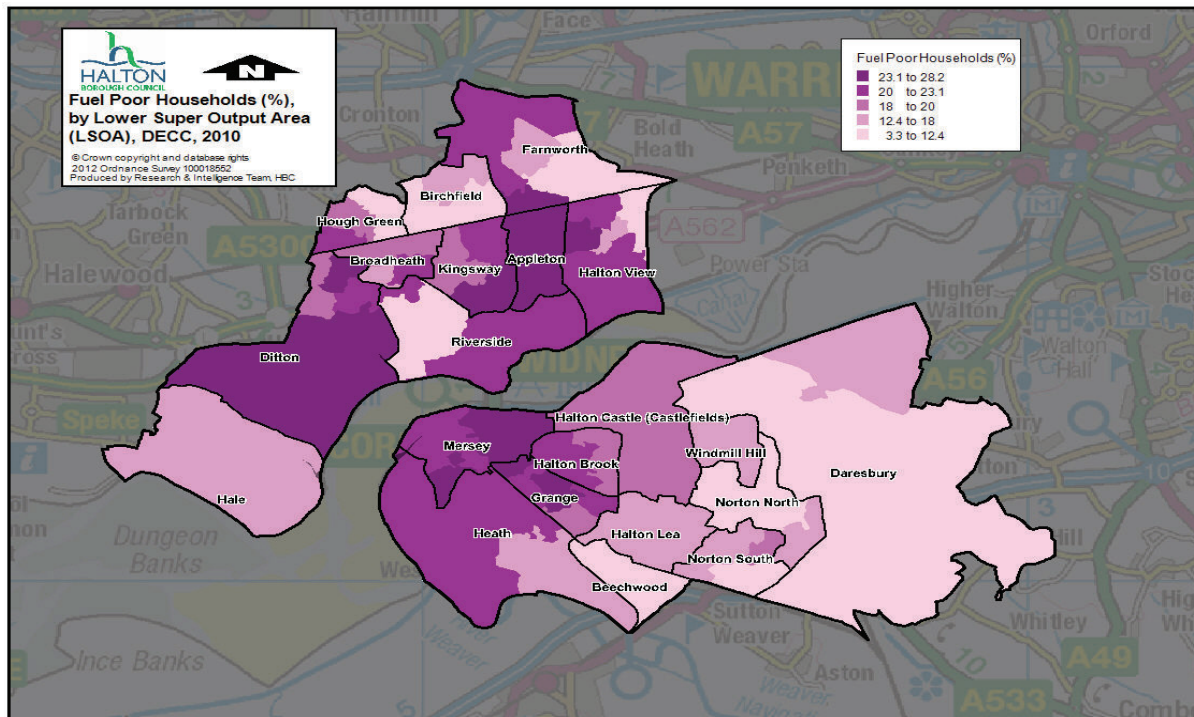 HALTON
BOROUGH COUNCIL
N
Fuel Poor Households (%),
by Lower Super Output Area
(LSOA), DECC, 2010
© Crown copyright and database rights
2012 Ordnance Survey 100018552
Produced by Research & Intelligence Team, HBC
Fuel Poor Households (%)
23.1 to 28.2
20 to 23.1
18 to 20
12.4 to 18
3.3 to 12.4
Face
Orford
WARRI
Cronton
Bold
Heath
A57
Penketh
Farnworth
Birchfield
Tarbock
Green
Hough Green
A562
A5300
Halewood
Broadheath
Kingsway
Appleton
Halton View
Power Sta
Canal
Higher
Walton
Walton
Hall
Riverside
Ditton
A56
Speke
Halton Castle (Castlefields)
Mersey
Windmill Hill
Halton Brook
Daresbury
Hale
Grange
Norton North
Heath
Halton Lea
Dungeon
Banks
Norton South
Beechwood
Sutton
Weaver
Whitley
Aston
A49
Ince Banks
Weaver
Weaver,
A533